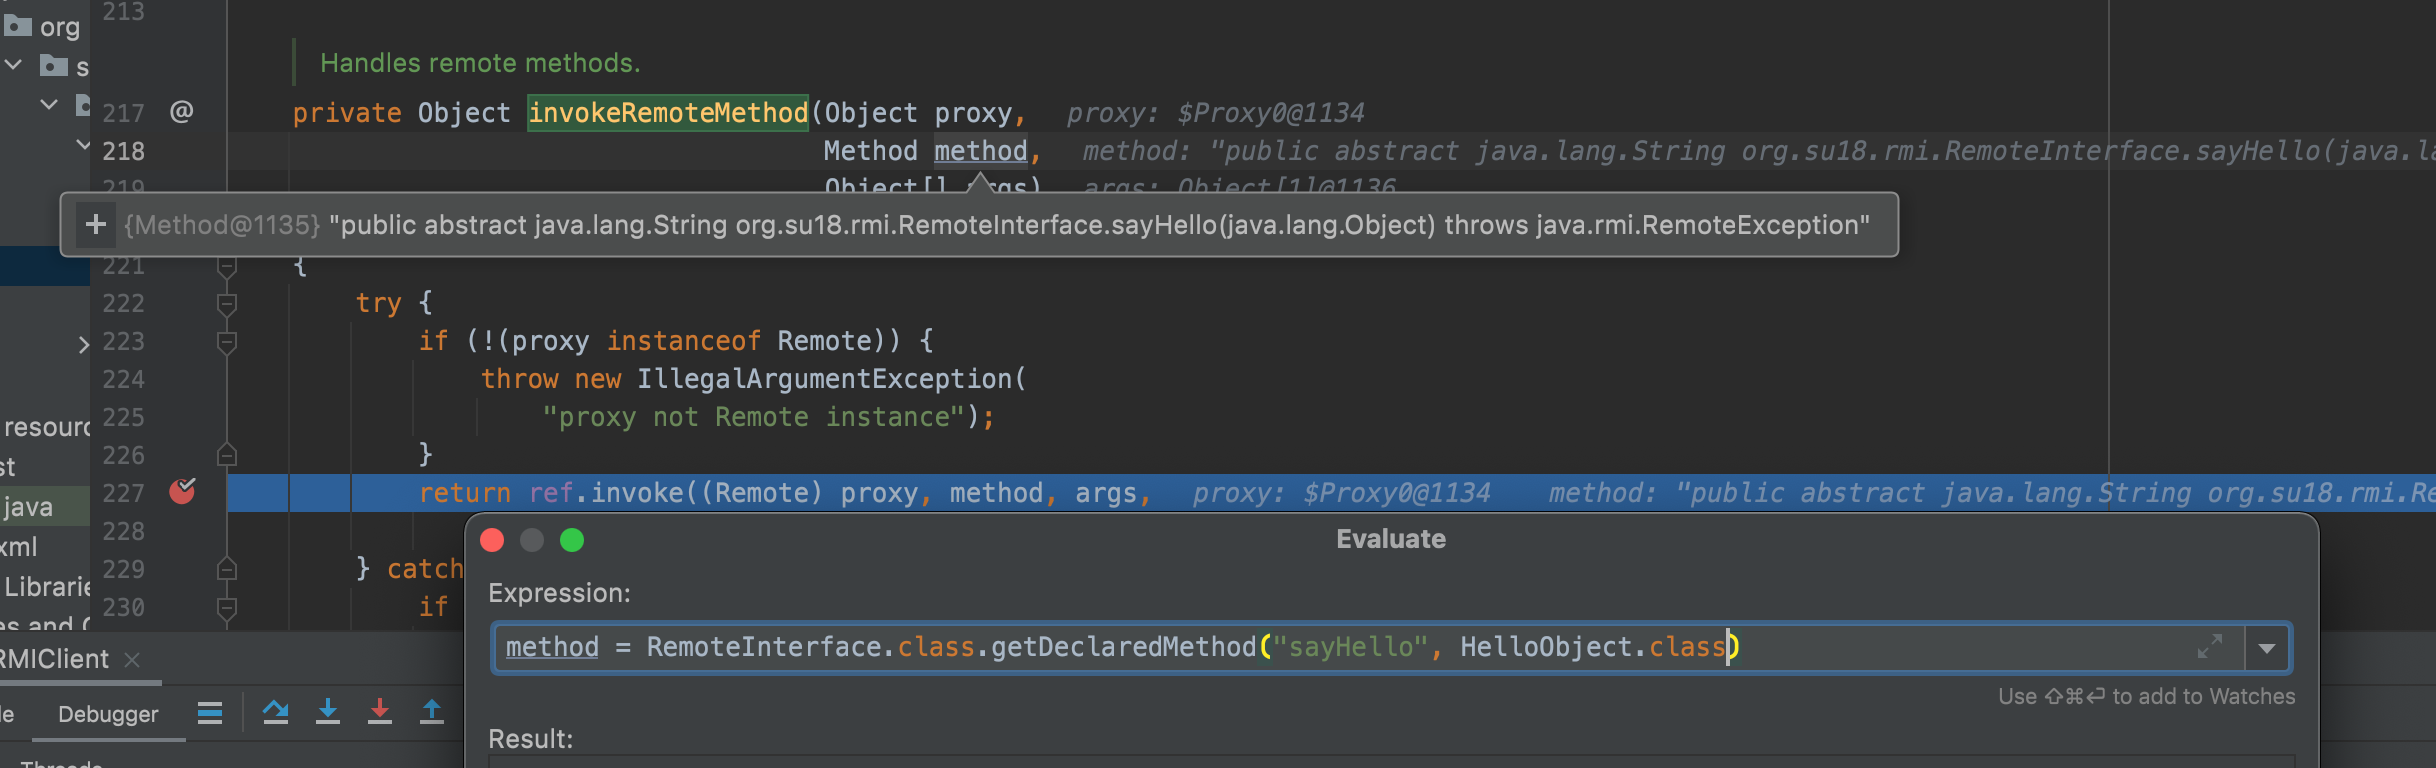 213
org
Handles remote methods.
s
217 @ private Object invokeRemoteMethod(Object proxy, proxy: $Proxy0@1134
218 Method method, method: "public abstract java.lang.String org.su18.rmi.RemoteInterface.sayHello(java.la
219 Object[] args) args: Object[1]@1136
+ {Method@1135} "public abstract java.lang.String org.su18.rmi.RemoteInterface.sayHello(java.lang.Object) throws java.rmi.RemoteException"
221 {
222 try {
223 if (!(proxy instanceof Remote)) {
224 throw new IllegalArgumentException(
225 "proxy not Remote instance");
resourc
226 }
st
227 return ref.invoke((Remote) proxy, method, args, proxy: $Proxy0@1134 method: "public abstract java.lang.String org.su18.rmi.Re
java
228
Evaluate
xml
229 } catch
Librarie
Expression:
230 if
es and C
method = RemoteInterface.class.getDeclaredMethod("sayHello", HelloObject.class)
RMIClient
Use ⇧⌘⏎ to add to Watches
le
Debugger
Result:
Threads